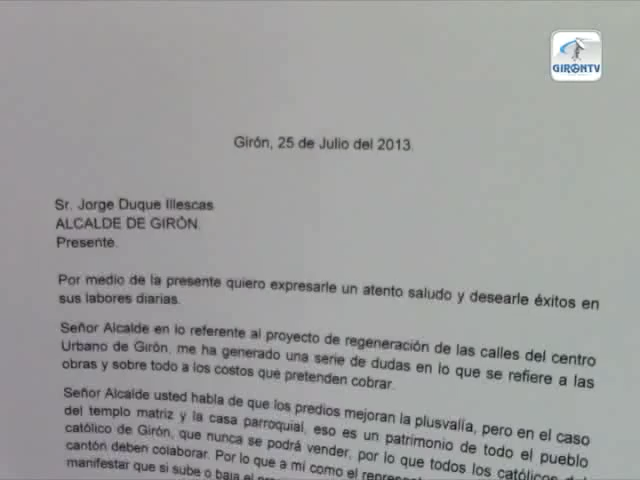 GIRONTV
Girón, 25 de Julio del 2013.
Sr. Jorge Duque Illescas
ALCALDE DE GIRÓN.
Presente.
Por medio de la presente quiero expresarle un atento saludo y desearle éxitos en
sus labores diarias.
Señor Alcalde en lo referente al proyecto de regeneración de las calles del centro
Urbano de Girón, me ha generado una serie de dudas en lo que se refiere a las
obras y sobre todo a los costos que pretenden cobrar.
Señor Alcalde usted habla de que los predios mejoran la plusvalía, pero en el caso
del templo matriz y la casa parroquial, eso es un patrimonio de todo el pueblo
católico de Girón, que nunca se podrá vender, por lo que todos los católicos del
cantón deben colaborar. Por lo que a mi como el
manifestar que si sube o baja el